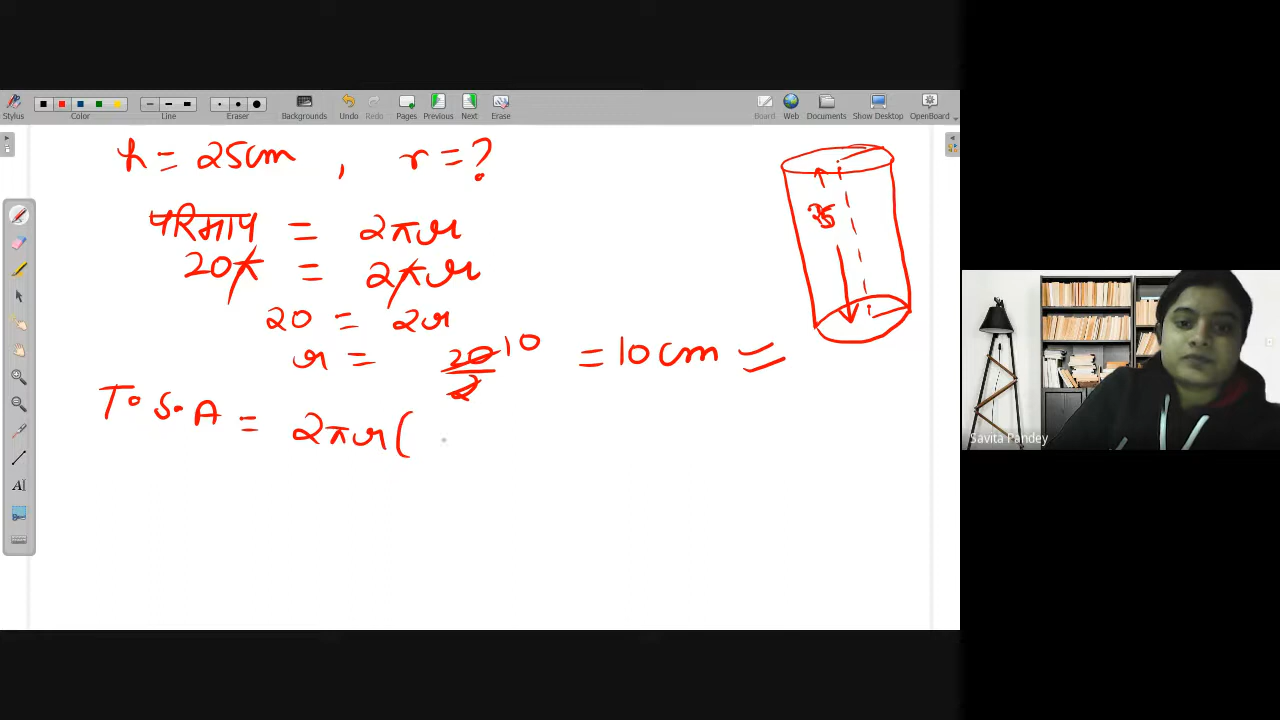 Stylus Color Line Eraser Backgrounds Undo Redo Pages Previous Next Erase Board Web Documents Show Desktop OpenBoard
h = 25cm , r = ?
परिमाप = 2πr
20π = 2πr
20 = 2r
r = 20/2 10 = 10cm
T. S. A = 2πr(
25
Savita Pandey